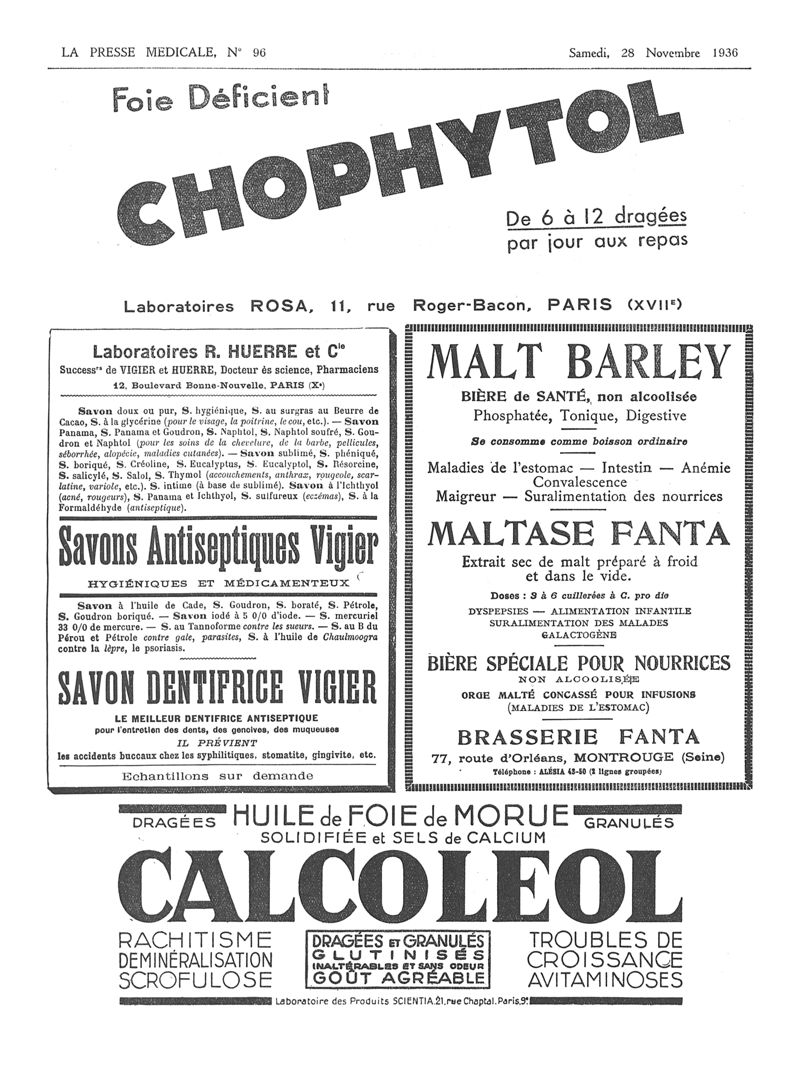 LA PRESSE MEDICALE, N° 96
Samedi, 28 Novembre 1936
Foie Déficient
CHOPHYTOL
De 6 à 12 dragées
par jour aux repas
Laboratoires ROSA, 11, rue Roger-Bacon, PARIS (XVIIE)
Laboratoires R. HUERRE et Cie
Successrs de VIGIER et HUERRE, Docteur ès science, Pharmaciens
12, Boulevard Bonne-Nouvelle, PARIS (Xe)
Savon doux ou pur, S. hygiénique, S. au surgras au Beurre de
Cacao, S. à la glycérine (pour le visage, la poitrine, le cou, etc.). — Savon
Panama, S. Panama et Goudron, S. Naphtol, S. Naphtol soufré, S. Gou-
dron et Naphtol (pour les soins de la chevelure, de la barbe, pellicules,
séborrhée, alopécie, maladies cutanées). — Savon sublimé, S. phéniqué,
S. boriqué, S. Créoline, S. Eucalyptus, S. Eucalyptol, S. Résorcine,
S. salicylé, S. Salol, S. Thymol (accouchements, anthrax, rougeole, scar-
latine, variole, etc.). S. intime (à base de sublimé). Savon à l'Ichthyol
(acné, rougeurs), S. Panama et Ichthyol, S. sulfureux (eczémas), S. à la
Formaldéhyde (antiseptique).
Savons Antiseptiques Vigier
HYGIÉNIQUES ET MÉDICAMENTEUX
Savon à l'huile de Cade, S. Goudron, S. boraté, S. Pétrole,
S. Goudron boriqué. — Savon iodé à 5 0/0 d'iode. — S. mercuriel
33 0/0 de mercure. — S. au Tannoforme contre les sueurs. — S. au B du
Pérou et Pétrole contre gale, parasites, S. à l'huile de Chaulmoogra
contre la lèpre, le psoriasis.
SAVON DENTIFRICE VIGIER
LE MEILLEUR DENTIFRICE ANTISEPTIQUE
pour l'entretien des dents, des gencives, des muqueuses
IL PRÉVIENT
les accidents buccaux chez les syphilitiques, stomatite, gingivite, etc.
Echantillons sur demande
MALT BARLEY
BIÈRE de SANTÉ, non alcoolisée
Phosphatée, Tonique, Digestive
Se consomme comme boisson ordinaire
Maladies de l'estomac — Intestin — Anémie
Convalescence
Maigreur — Suralimentation des nourrices
MALTASE FANTA
Extrait sec de malt préparé à froid
et dans le vide.
Doses : 3 à 6 cuillerées à C. pro die
DYSPEPSIES — ALIMENTATION INFANTILE
SURALIMENTATION DES MALADES
GALACTOGÈNE
BIÈRE SPÉCIALE POUR NOURRICES
NON ALCOOLISÉE
ORGE MALTÉ CONCASSÉ POUR INFUSIONS
(MALADIES DE L'ESTOMAC)
BRASSERIE FANTA
77, route d'Orléans, MONTROUGE (Seine)
Téléphone : ALÉSIA 43-50 (2 lignes groupées)
DRAGÉES HUILE de FOIE de MORUE GRANULÉS
SOLIDIFIÉE et SELS de CALCIUM
CALCOLEOL
RACHITISME
DEMINÉRALISATION
SCROFULOSE
DRAGÉES ET GRANULÉS
GLUTINISÉS
INALTÉRABLES ET SANS ODEUR
GOÛT AGRÉABLE
TROUBLES DE
CROISSANCE
AVITAMINOSES
Laboratoire des Produits SCIENTIA.21,rue Chaptal.Paris.9e